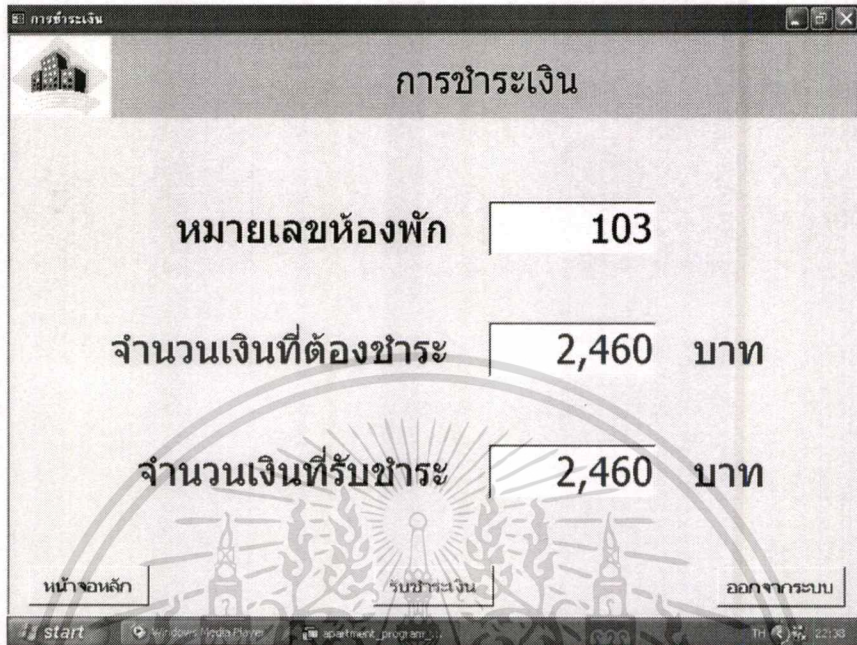 การชำระเงิน
การชำระเงิน
หมายเลขห้องพัก 103
จำนวนเงินที่ต้องชำระ 2,460 บาท
จำนวนเงินที่รับชำระ 2,460 บาท
หน้าจอหลัก รับชำระเงิน ออกจากระบบ
start Windows Media Player apartment_program_... TH 22:38